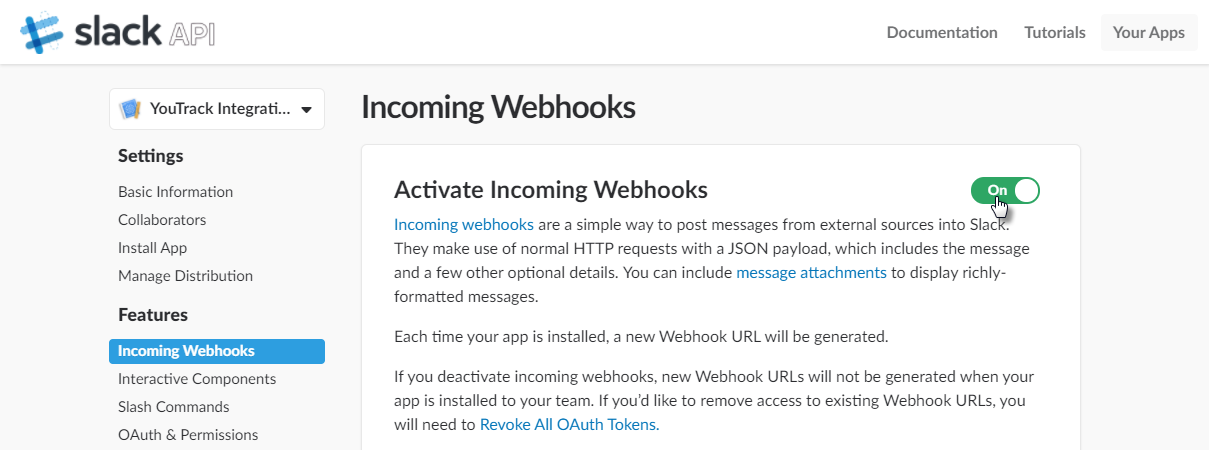 slack API
Documentation
Tutorials
Your Apps
YouTrack Integrati...
Settings
Basic Information
Collaborators
Install App
Manage Distribution
Features
Incoming Webhooks
Interactive Components
Slash Commands
OAuth & Permissions
Incoming Webhooks
Activate Incoming Webhooks
On
Incoming webhooks are a simple way to post messages from external sources into Slack.
They make use of normal HTTP requests with a JSON payload, which includes the message
and a few other optional details. You can include message attachments to display richly-
formatted messages.
Each time your app is installed, a new Webhook URL will be generated.
If you deactivate incoming webhooks, new Webhook URLs will not be generated when your
app is installed to your team. If you’d like to remove access to existing Webhook URLs, you
will need to Revoke All OAuth Tokens.